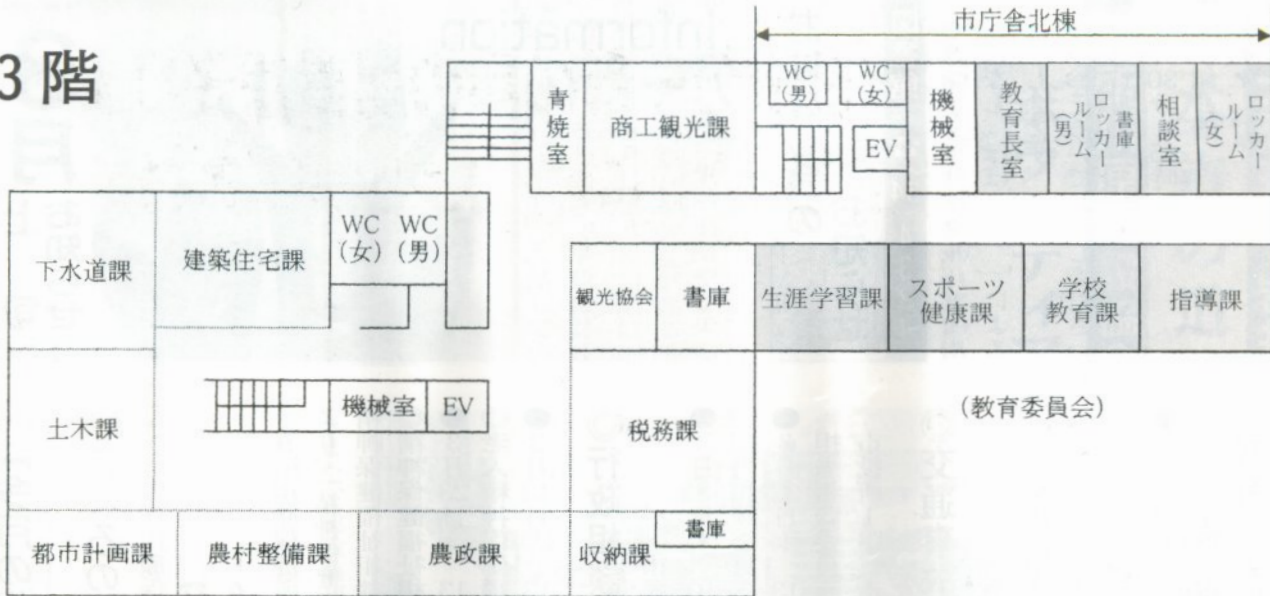 3階
市庁舎北棟
青焼室
商工観光課
WC
(男)
WC
(女)
EV
機械室
教育長室
書庫
ロッカー
ルーム
(男)
相談室
ロッカー
ルーム
(女)
下水道課
建築住宅課
WC
(女)
WC
(男)
観光協会
書庫
生涯学習課
スポーツ
健康課
学校
教育課
指導課
土木課
機械室
EV
税務課
(教育委員会)
都市計画課
農村整備課
農政課
収納課
書庫
Information